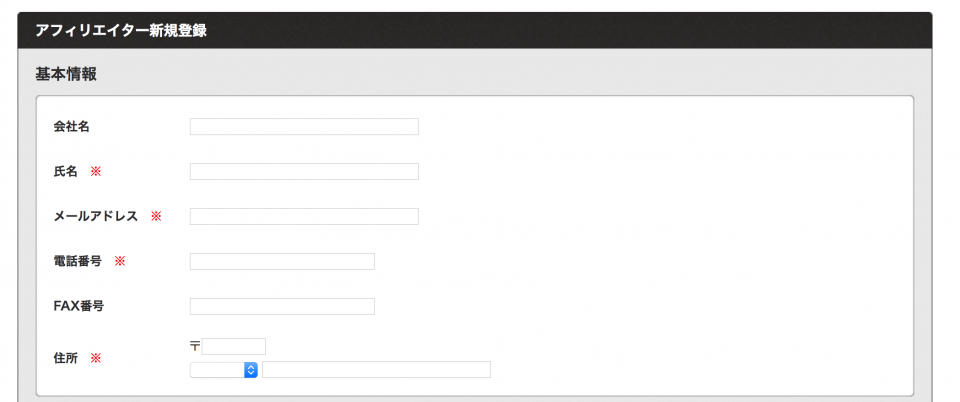 アフィリエイター新規登録
基本情報
会社名
氏名 ※
メールアドレス ※
電話番号 ※
FAX番号
〒
住所 ※